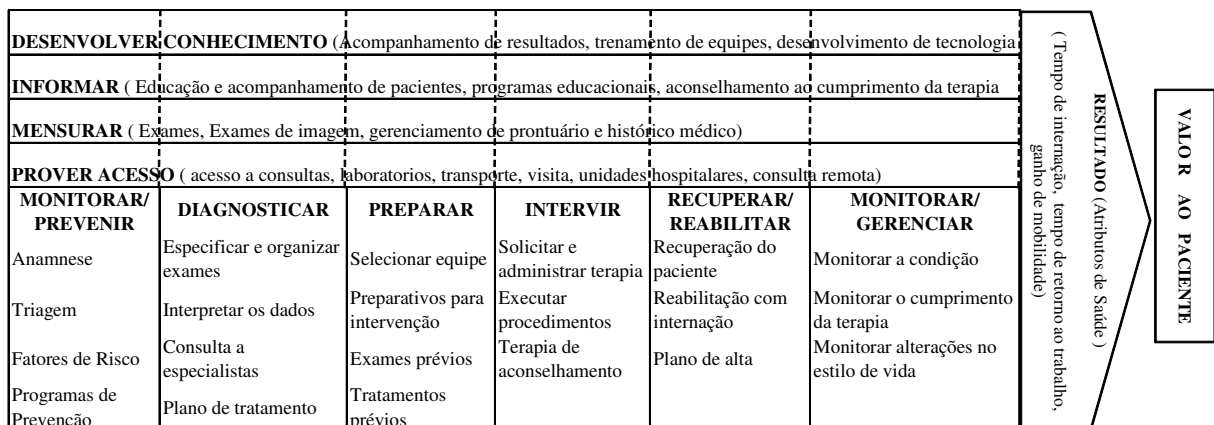 DESENVOLVER CONHECIMENTO (Acompanhamento de resultados, trenamento de equipes, desenvolvimento de tecnologia
INFORMAR ( Educação e acompanhamento de pacientes, programas educacionais, aconselhamento ao cumprimento da terapia
MENSURAR ( Exames, Exames de imagem, gerenciamento de prontuário e histórico médico)
PROVER ACESSO ( acesso a consultas, laboratorios, transporte, visita, unidades hospitalares, consulta remota)
MONITORAR/
PREVENIR
Anamnese
Triagem
Fatores de Risco
Programas de
Prevenção
DIAGNOSTICAR
Especificar e organizar
exames
Interpretar os dados
Consulta a
especialistas
Plano de tratamento
PREPARAR
Selecionar equipe
Preparativos para
intervenção
Exames prévios
Tratamentos
prévios
INTERVIR
Solicitar e
administrar terapia
Executar
procedimentos
Terapia de
aconselhamento
RECUPERAR/
REABILITAR
Recuperação do
paciente
Reabilitação com
internação
Plano de alta
MONITORAR/
GERENCIAR
Monitorar a condição
Monitorar o cumprimento
da terapia
Monitorar alterações no
estilo de vida
RESULTADO (Atributos de Saúde )
( Tempo de internação, tempo de retorno ao trabalho,
ganho de mobilidade)
VALOR AO PACIENTE